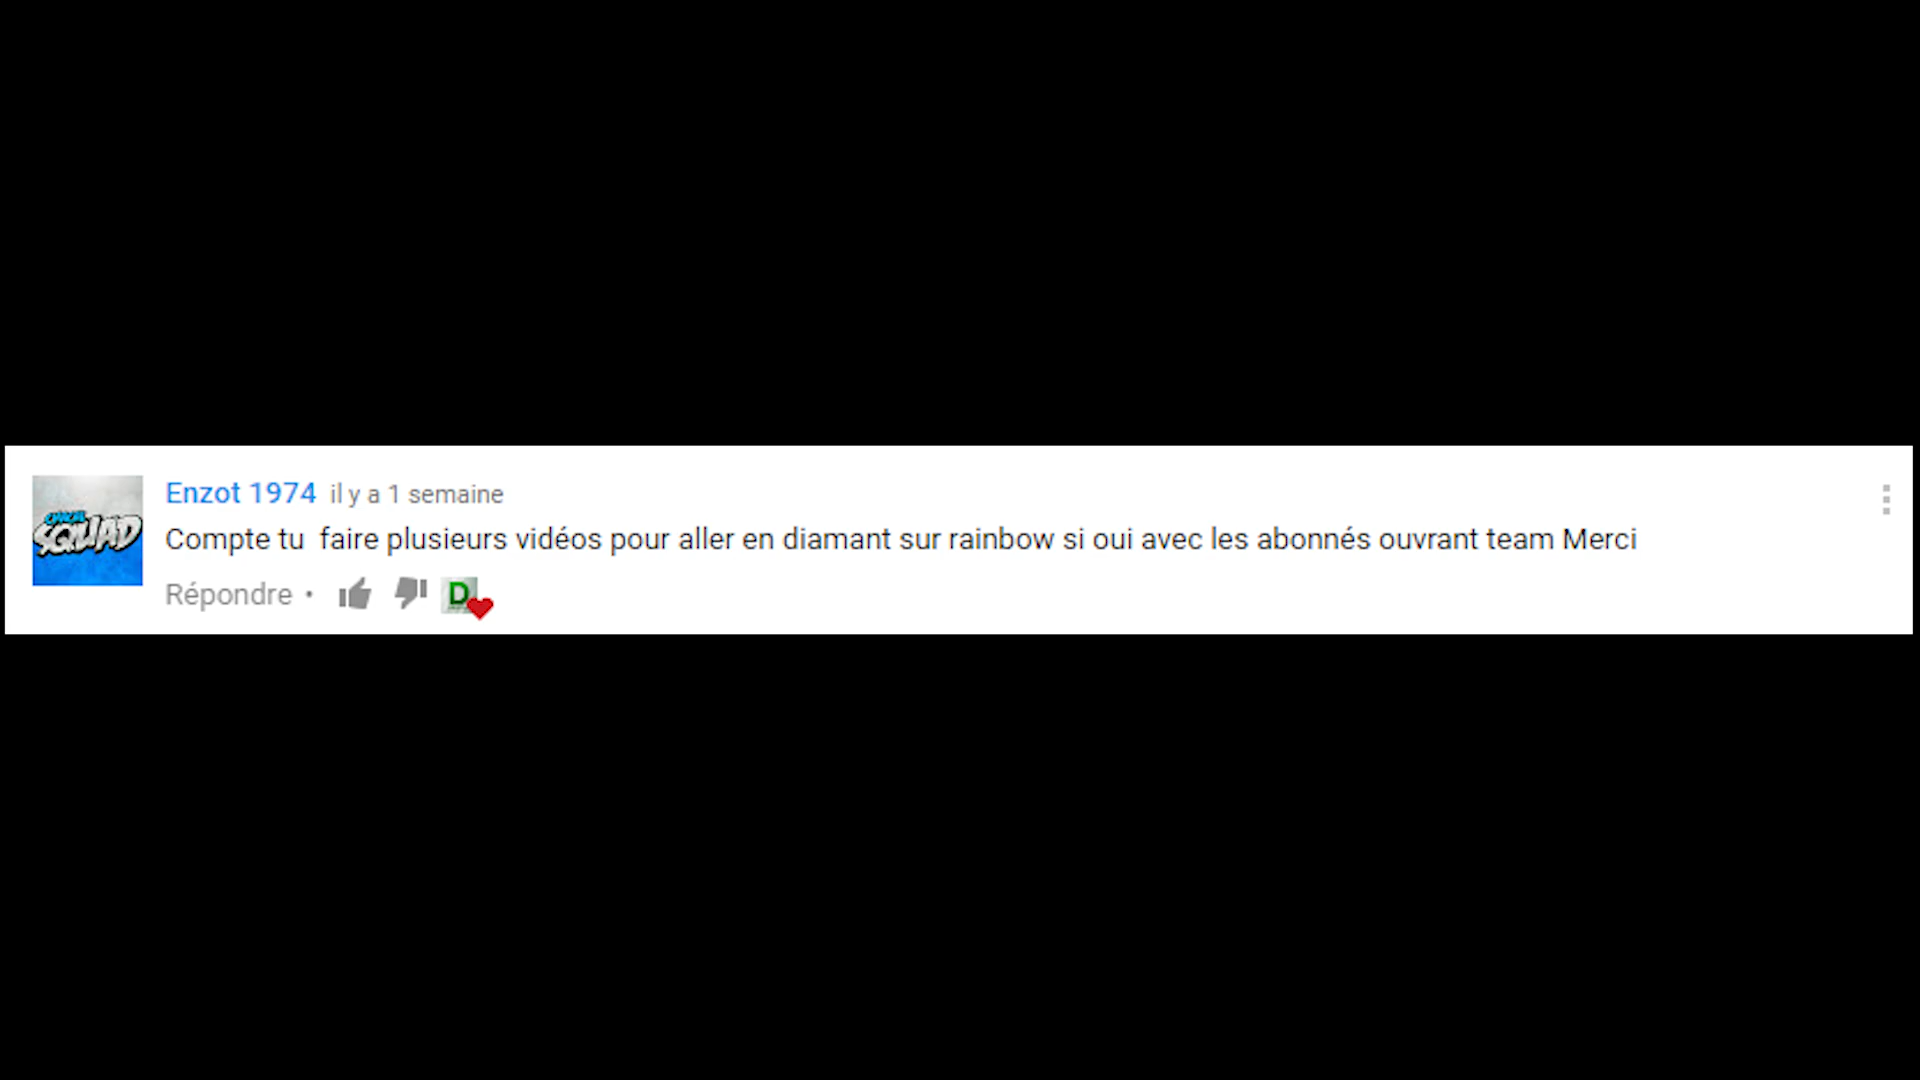 Enzot 1974 il y a 1 semaine
SQUAD
Compte tu  faire plusieurs vidéos pour aller en diamant sur rainbow si oui avec les abonnés ouvrant team Merci
Répondre •
D